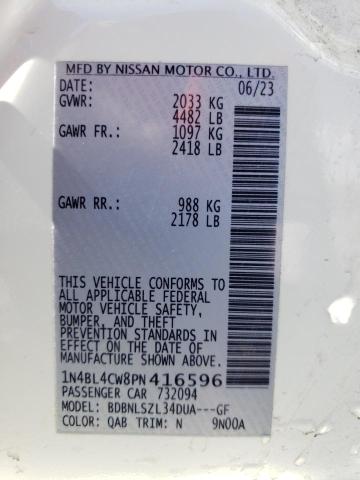 MFD BY NISSAN MOTOR CO., LTD.
DATE: 06/23
GVWR: 2033 KG
4482 LB
GAWR FR.: 1097 KG
2418 LB
GAWR RR.: 988 KG
2178 LB
THIS VEHICLE CONFORMS TO
ALL APPLICABLE FEDERAL
MOTOR VEHICLE SAFETY,
BUMPER, AND THEFT
PREVENTION STANDARDS IN
EFFECT ON THE DATE OF
MANUFACTURE SHOWN ABOVE.
1N4BL4CW8PN416596
PASSENGER CAR 732094
MODEL: BDBNLSZL34DUA---GF
COLOR: QAB TRIM: N 9N00A